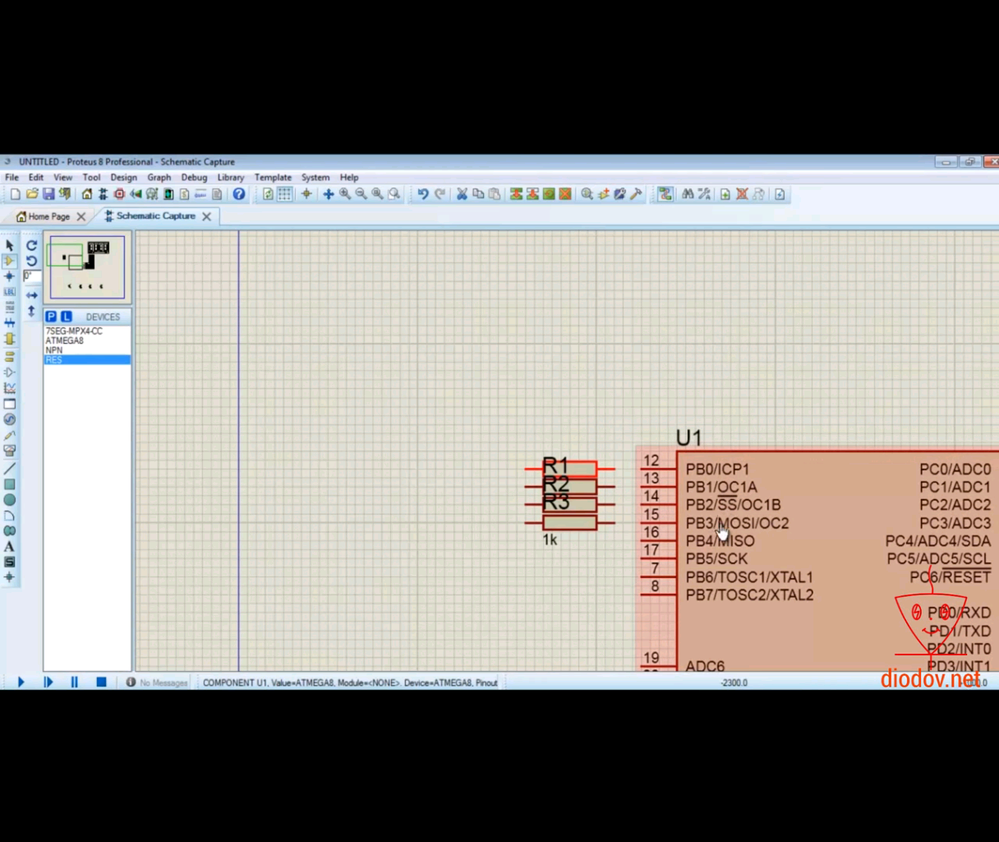 UNTITLED - Proteus 8 Professional - Schematic Capture
File Edit View Tool Design Graph Debug Library Template System Help
Home Page Schematic Capture
0°
P L DEVICES
7SEG-MPX4-CC
ATMEGA8
NPN
RES
LBL
A
S
U1
R1
R2
R3
1k
12 PB0/ICP1 PC0/ADC0
13 PB1/OC1A PC1/ADC1
14 PB2/SS/OC1B PC2/ADC2
15 PB3/MOSI/OC2 PC3/ADC3
16 PB4/MISO PC4/ADC4/SDA
17 PB5/SCK PC5/ADC5/SCL
7 PB6/TOSC1/XTAL1 PC6/RESET
8 PB7/TOSC2/XTAL2
PD0/RXD
PD1/TXD
PD2/INT0
19 ADC6 PD3/INT1
No Messages COMPONENT U1, Value=ATMEGA8, Module=<NONE>. Device=ATMEGA8, Pinout -2300.0
diodov.net